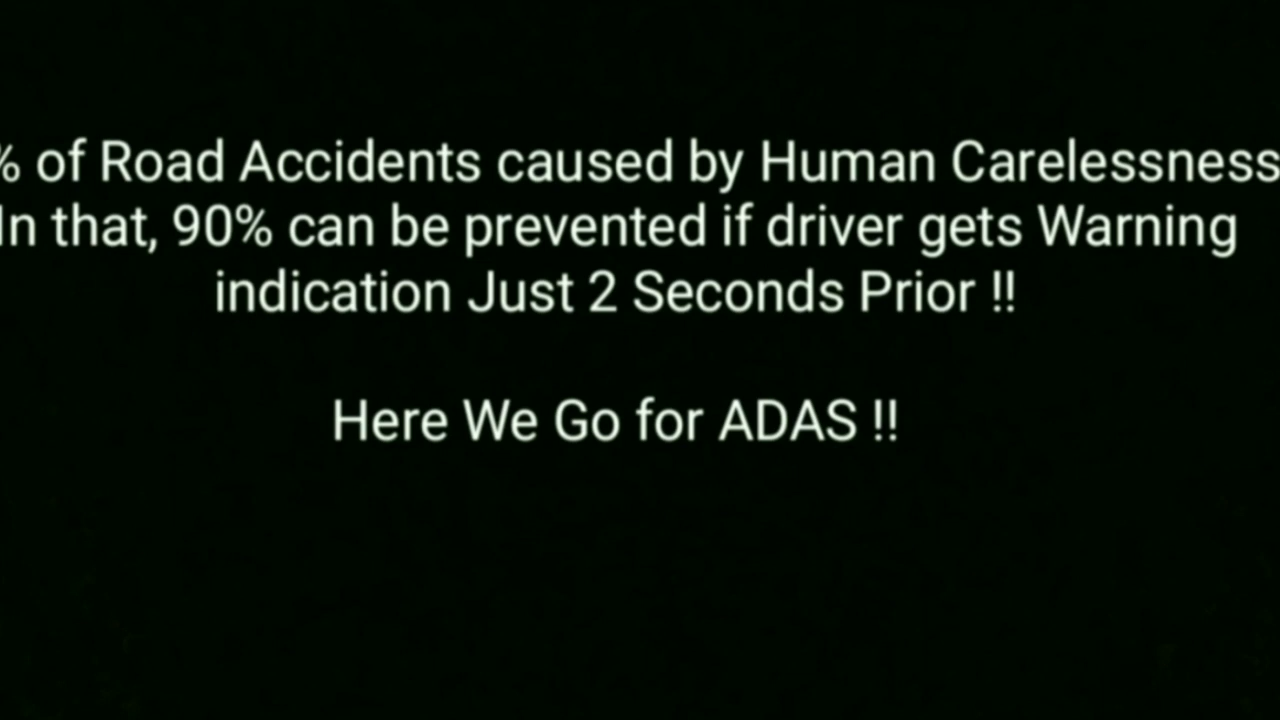 % of Road Accidents caused by Human Carelessness
In that, 90% can be prevented if driver gets Warning
indication Just 2 Seconds Prior !!
Here We Go for ADAS !!